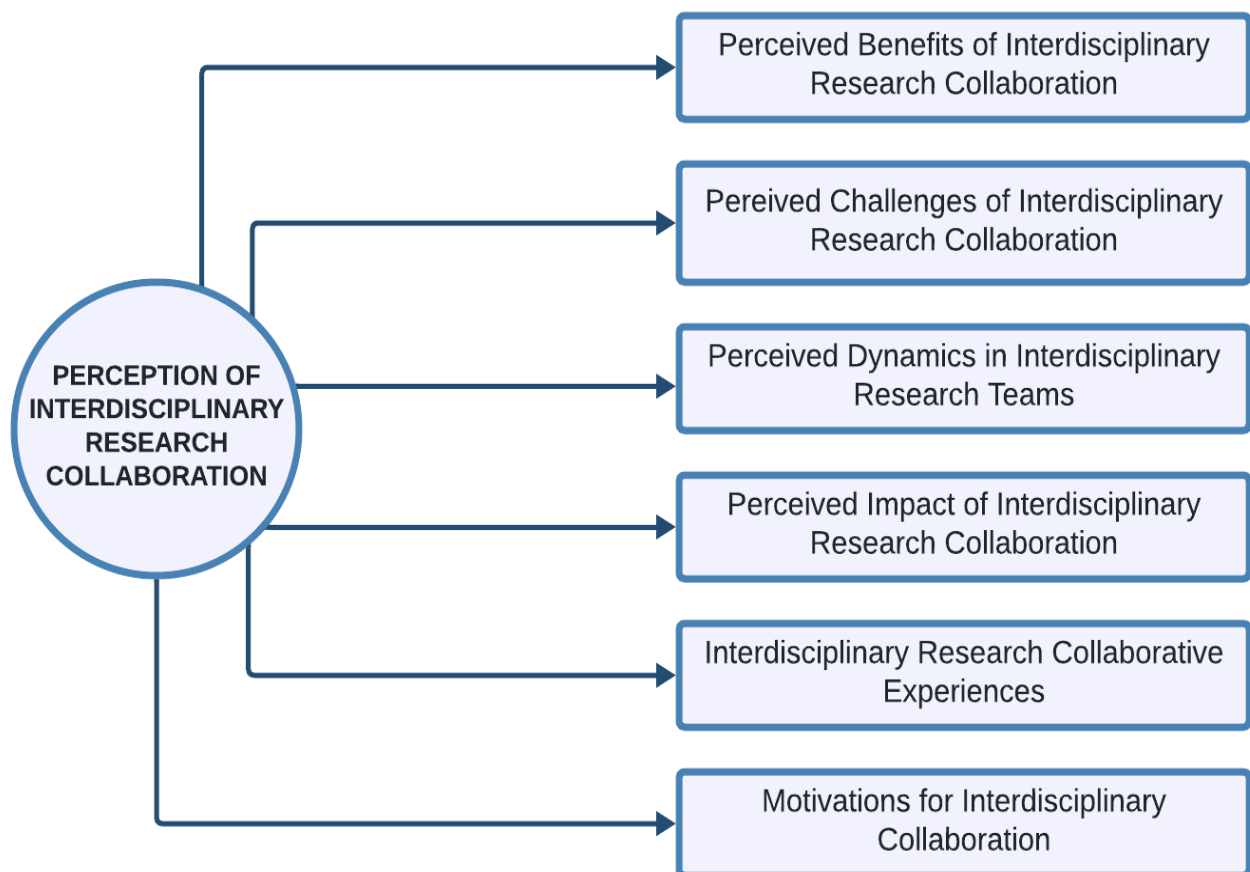 PERCEPTION OF
INTERDISCIPLINARY
RESEARCH
COLLABORATION
Perceived Benefits of Interdisciplinary
Research Collaboration
Pereived Challenges of Interdisciplinary
Research Collaboration
Perceived Dynamics in Interdisciplinary
Research Teams
Perceived Impact of Interdisciplinary
Research Collaboration
Interdisciplinary Research Collaborative
Experiences
Motivations for Interdisciplinary
Collaboration